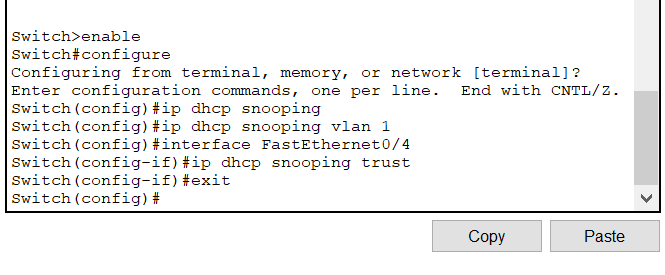 Switch>enable
Switch#configure
Configuring from terminal, memory, or network [terminal]?
Enter configuration commands, one per line.  End with CNTL/Z.
Switch(config)#ip dhcp snooping
Switch(config)#ip dhcp snooping vlan 1
Switch(config)#interface FastEthernet0/4
Switch(config-if)#ip dhcp snooping trust
Switch(config-if)#exit
Switch(config)#
Copy
Paste